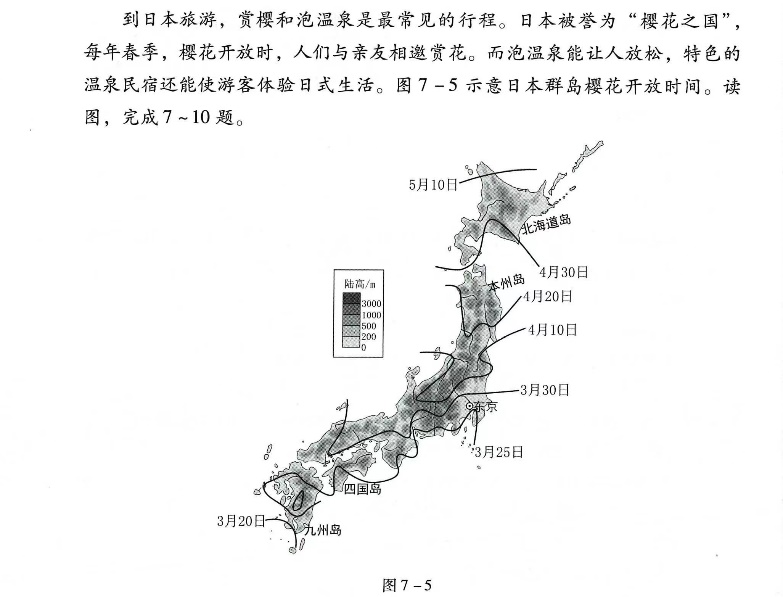 到日本旅游，赏樱和泡温泉是最常见的行程。日本被誉为“樱花之国”，
每年春季，樱花开放时，人们与亲友相邀赏花。而泡温泉能让人放松，特色的
温泉民宿还能使游客体验日式生活。图7-5示意日本群岛樱花开放时间。读
图，完成7~10题。
5月10日
北海道岛
4月30日
本州岛
4月20日
陆高/m
3000
1000
500
200
0
4月10日
3月30日
东京
3月25日
四国岛
3月20日
九州岛
图7-5